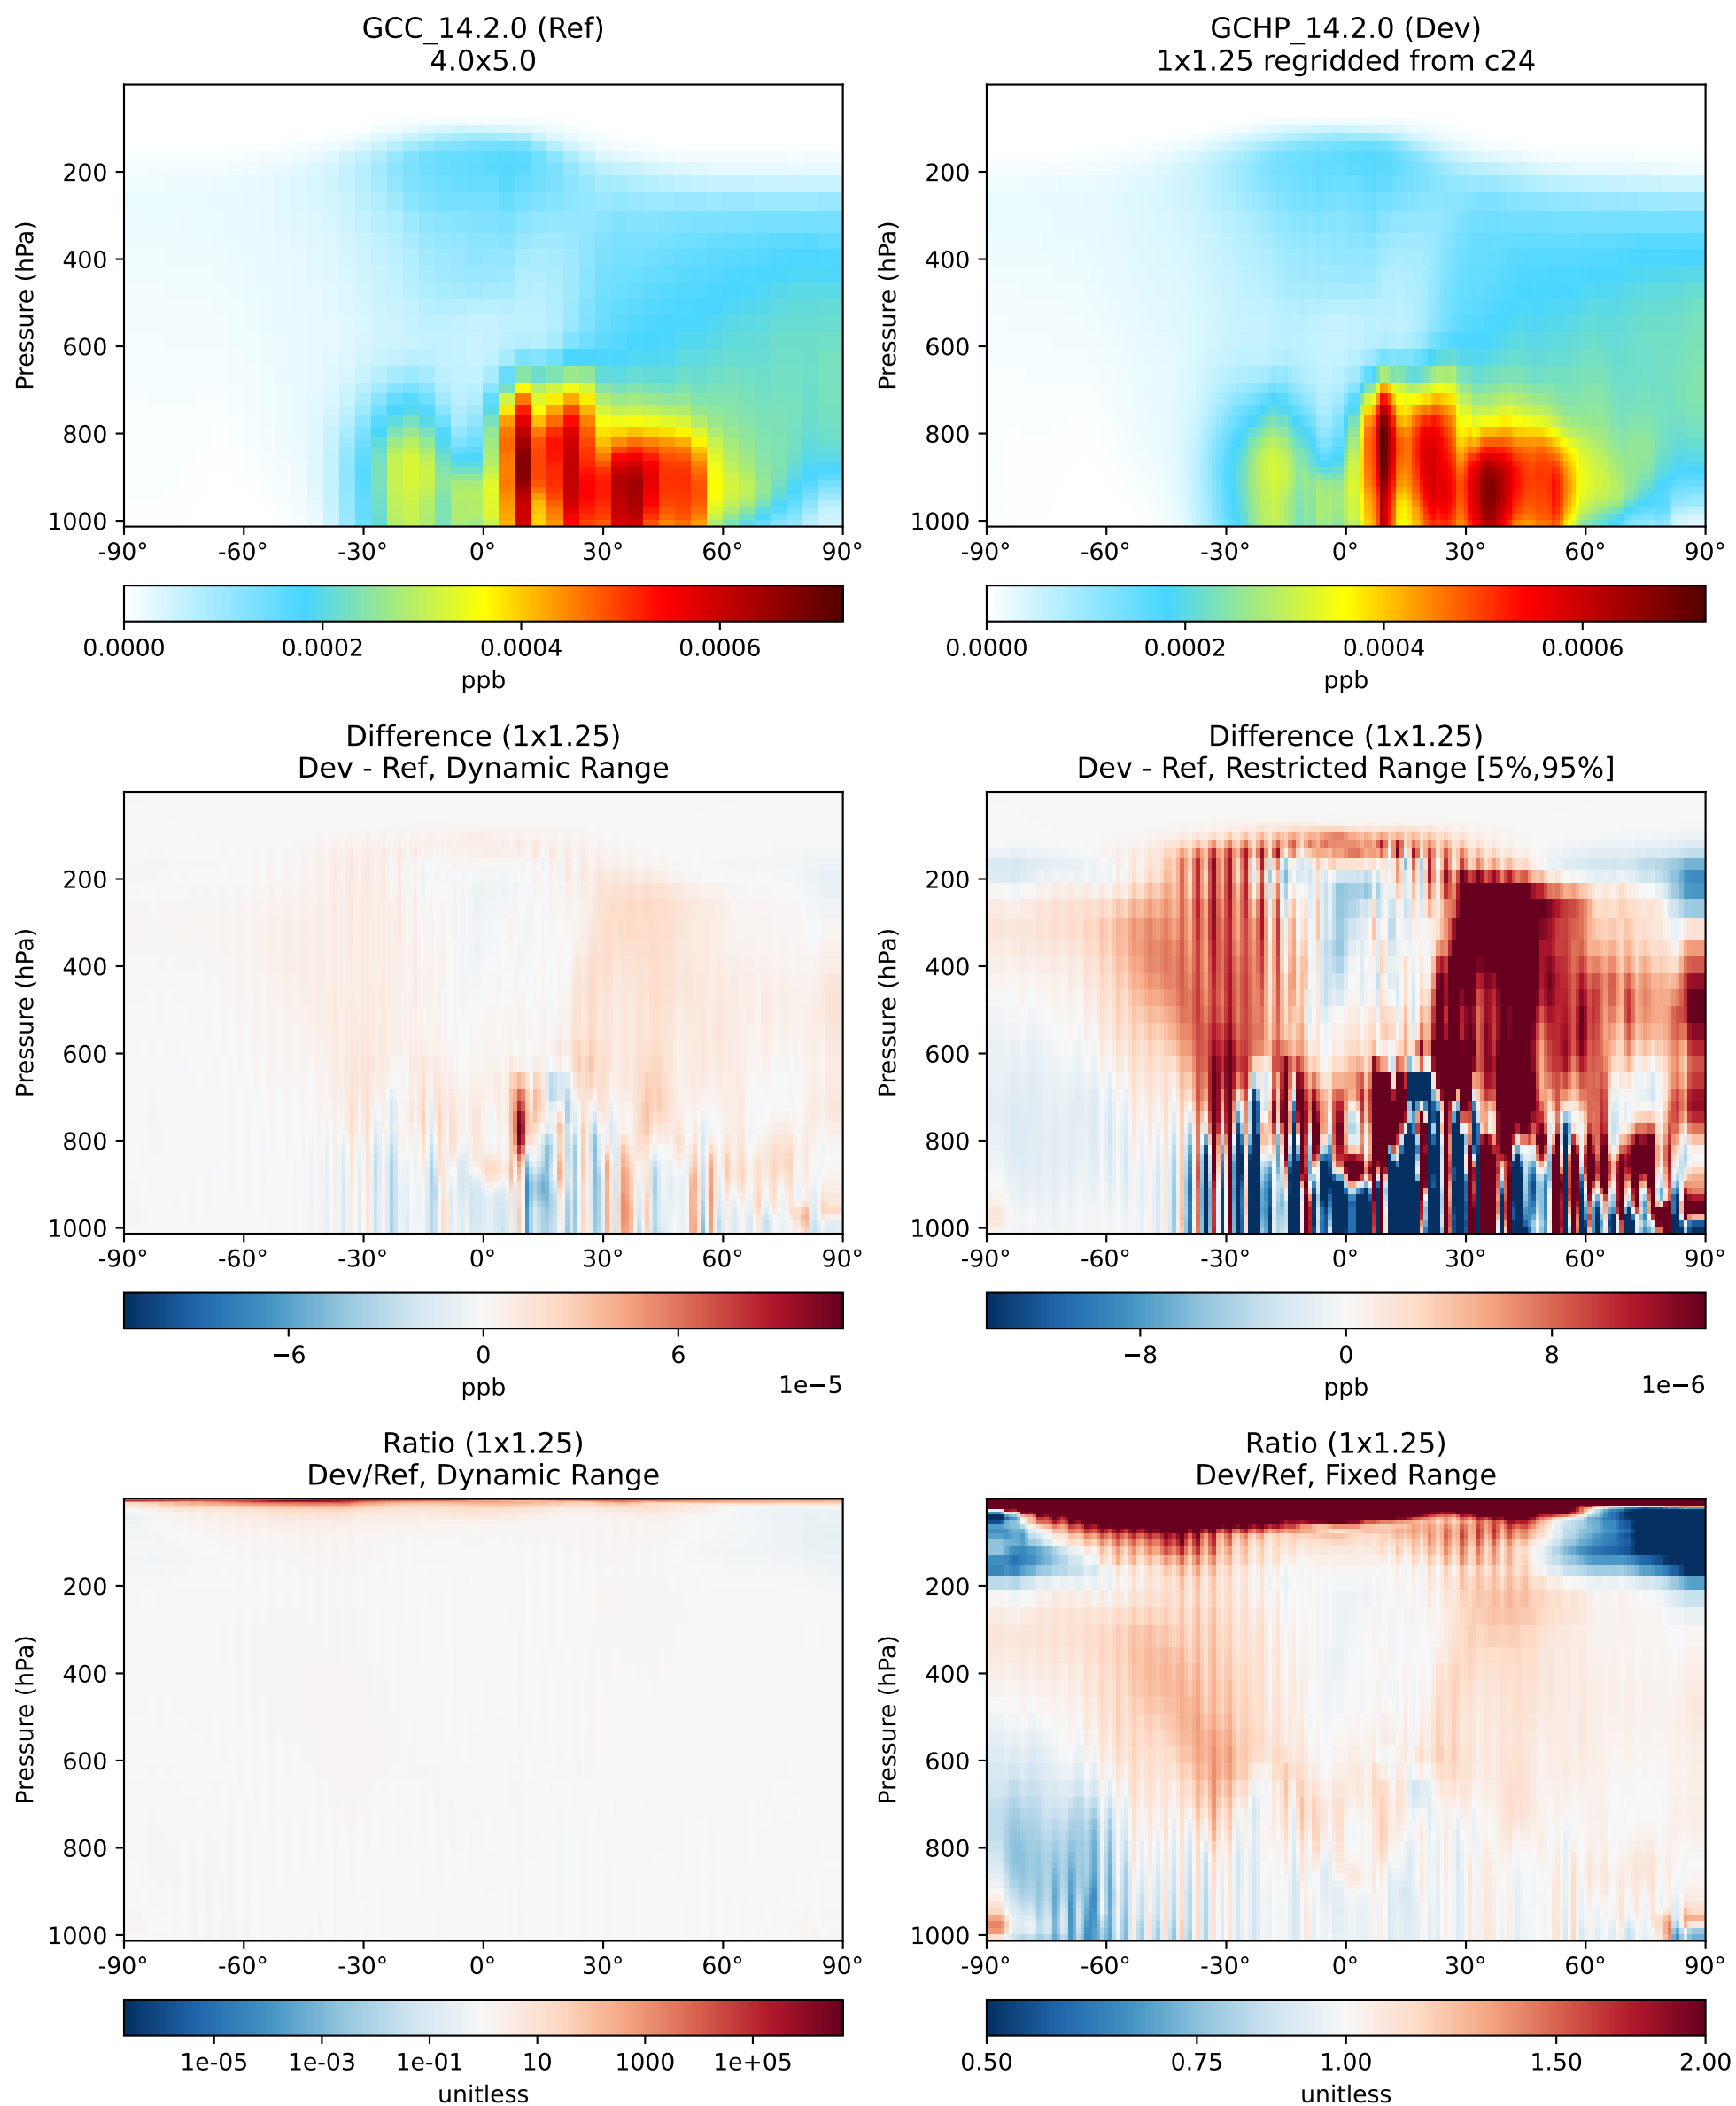 GCC_14.2.0 (Ref)
4.0x5.0
Pressure (hPa)
200
400
600
800
1000
-90° -60° -30° 0° 30° 60° 90°
0.0000 0.0002 0.0004 0.0006
ppb
GCHP_14.2.0 (Dev)
1x1.25 regridded from c24
Pressure (hPa)
200
400
600
800
1000
-90° -60° -30° 0° 30° 60° 90°
0.0000 0.0002 0.0004 0.0006
ppb
Difference (1x1.25)
Dev - Ref, Dynamic Range
Pressure (hPa)
200
400
600
800
1000
-90° -60° -30° 0° 30° 60° 90°
−6 0 6
ppb
1e−5
Difference (1x1.25)
Dev - Ref, Restricted Range [5%,95%]
Pressure (hPa)
200
400
600
800
1000
-90° -60° -30° 0° 30° 60° 90°
−8 0 8
ppb
1e−6
Ratio (1x1.25)
Dev/Ref, Dynamic Range
Pressure (hPa)
200
400
600
800
1000
-90° -60° -30° 0° 30° 60° 90°
1e-05 1e-03 1e-01 10 1000 1e+05
unitless
Ratio (1x1.25)
Dev/Ref, Fixed Range
Pressure (hPa)
200
400
600
800
1000
-90° -60° -30° 0° 30° 60° 90°
0.50 0.75 1.00 1.50 2.00
unitless